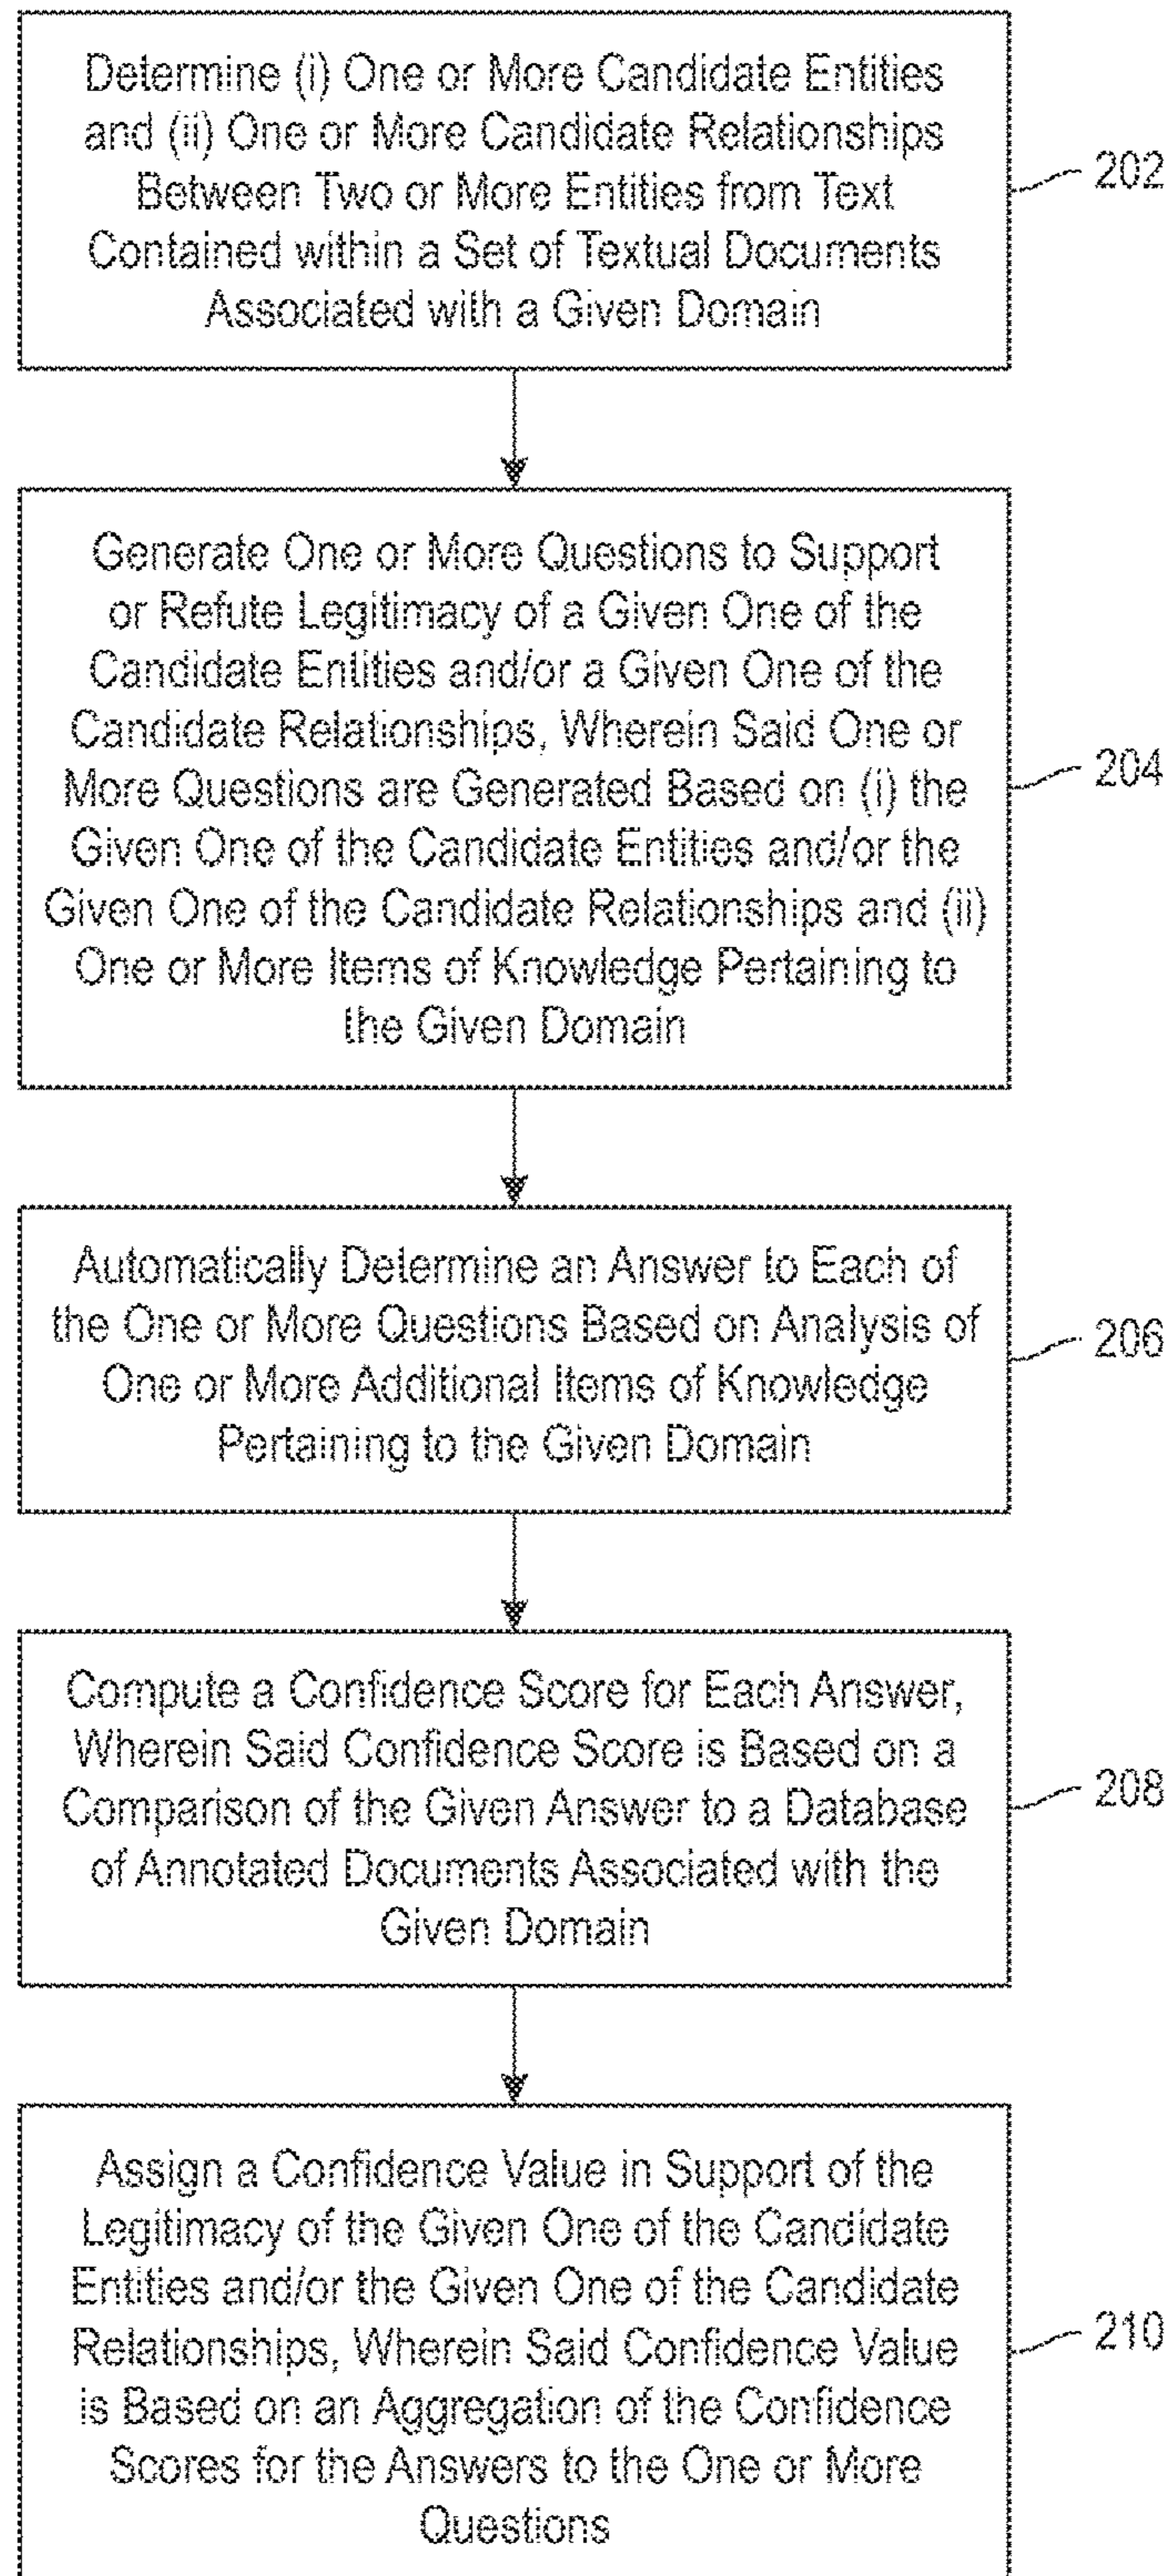 Determine (i) One or More Candidate Entities
and (ii) One or More Candidate Relationships
Between Two or More Entities from Text
Contained within a Set of Textual Documents
Associated with a Given Domain
202
Generate One or More Questions to Support
or Refute Legitimacy of a Given One of the
Candidate Entities and/or a Given One of the
Candidate Relationships, Wherein Said One or
More Questions are Generated Based on (i) the
Given One of the Candidate Entities and/or the
Given One of the Candidate Relationships and (ii)
One or More Items of Knowledge Pertaining to
the Given Domain
204
Automatically Determine an Answer to Each of
the One or More Questions Based on Analysis of
One or More Additional Items of Knowledge
Pertaining to the Given Domain
206
Compute a Confidence Score for Each Answer,
Wherein Said Confidence Score is Based on a
Comparison of the Given Answer to a Database
of Annotated Documents Associated with the
Given Domain
208
Assign a Confidence Value in Support of the
Legitimacy of the Given One of the Candidate
Entities and/or the Given One of the Candidate
Relationships, Wherein Said Confidence Value
is Based on an Aggregation of the Confidence
Scores for the Answers to the One or More
Questions
210